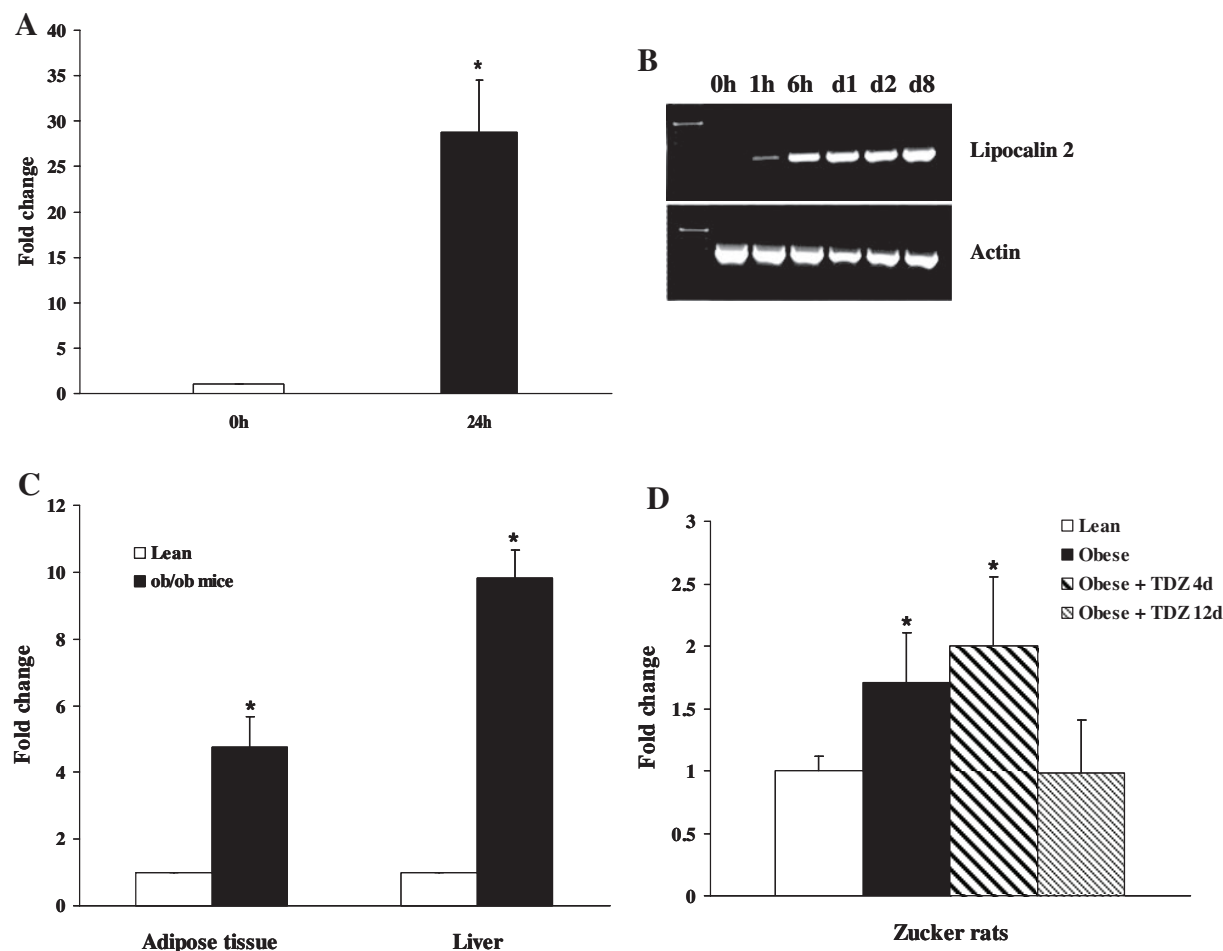 A
40
35
30
25
20
15
10
5
0
Fold change
*
0h
24h
B
0h 1h 6h d1 d2 d8
Lipocalin 2
Actin
C
12
10
8
6
4
2
0
Fold change
Lean
ob/ob mice
*
*
Adipose tissue
Liver
D
3
2.5
2
1.5
1
0.5
0
Fold change
Lean
Obese
Obese + TDZ 4d
Obese + TDZ 12d
*
*
Zucker rats